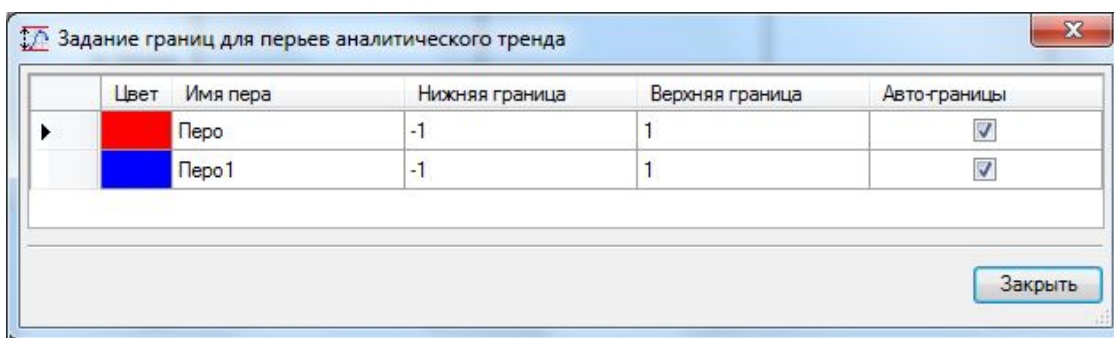 Задание границ для перьев аналитического тренда
Цвет Имя пера Нижняя граница Верхняя граница Авто-границы
Перо -1 1
Перо1 -1 1
Закрыть